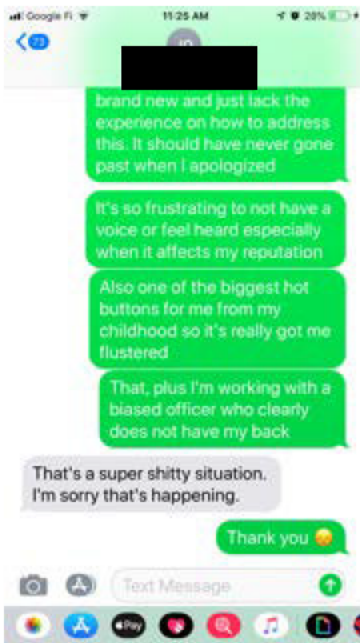 Google Fi
11:25 AM
28%
73
brand new and just lack the
experience on how to address
this. It should have never gone
past when I apologized
It's so frustrating to not have a
voice or feel heard especially
when it affects my reputation
Also one of the biggest hot
buttons for me from my
childhood so it's really got me
flustered
That, plus I'm working with a
biased officer who clearly
does not have my back
That's a super shitty situation.
I'm sorry that's happening.
Thank you 😥
Text Message
Pay